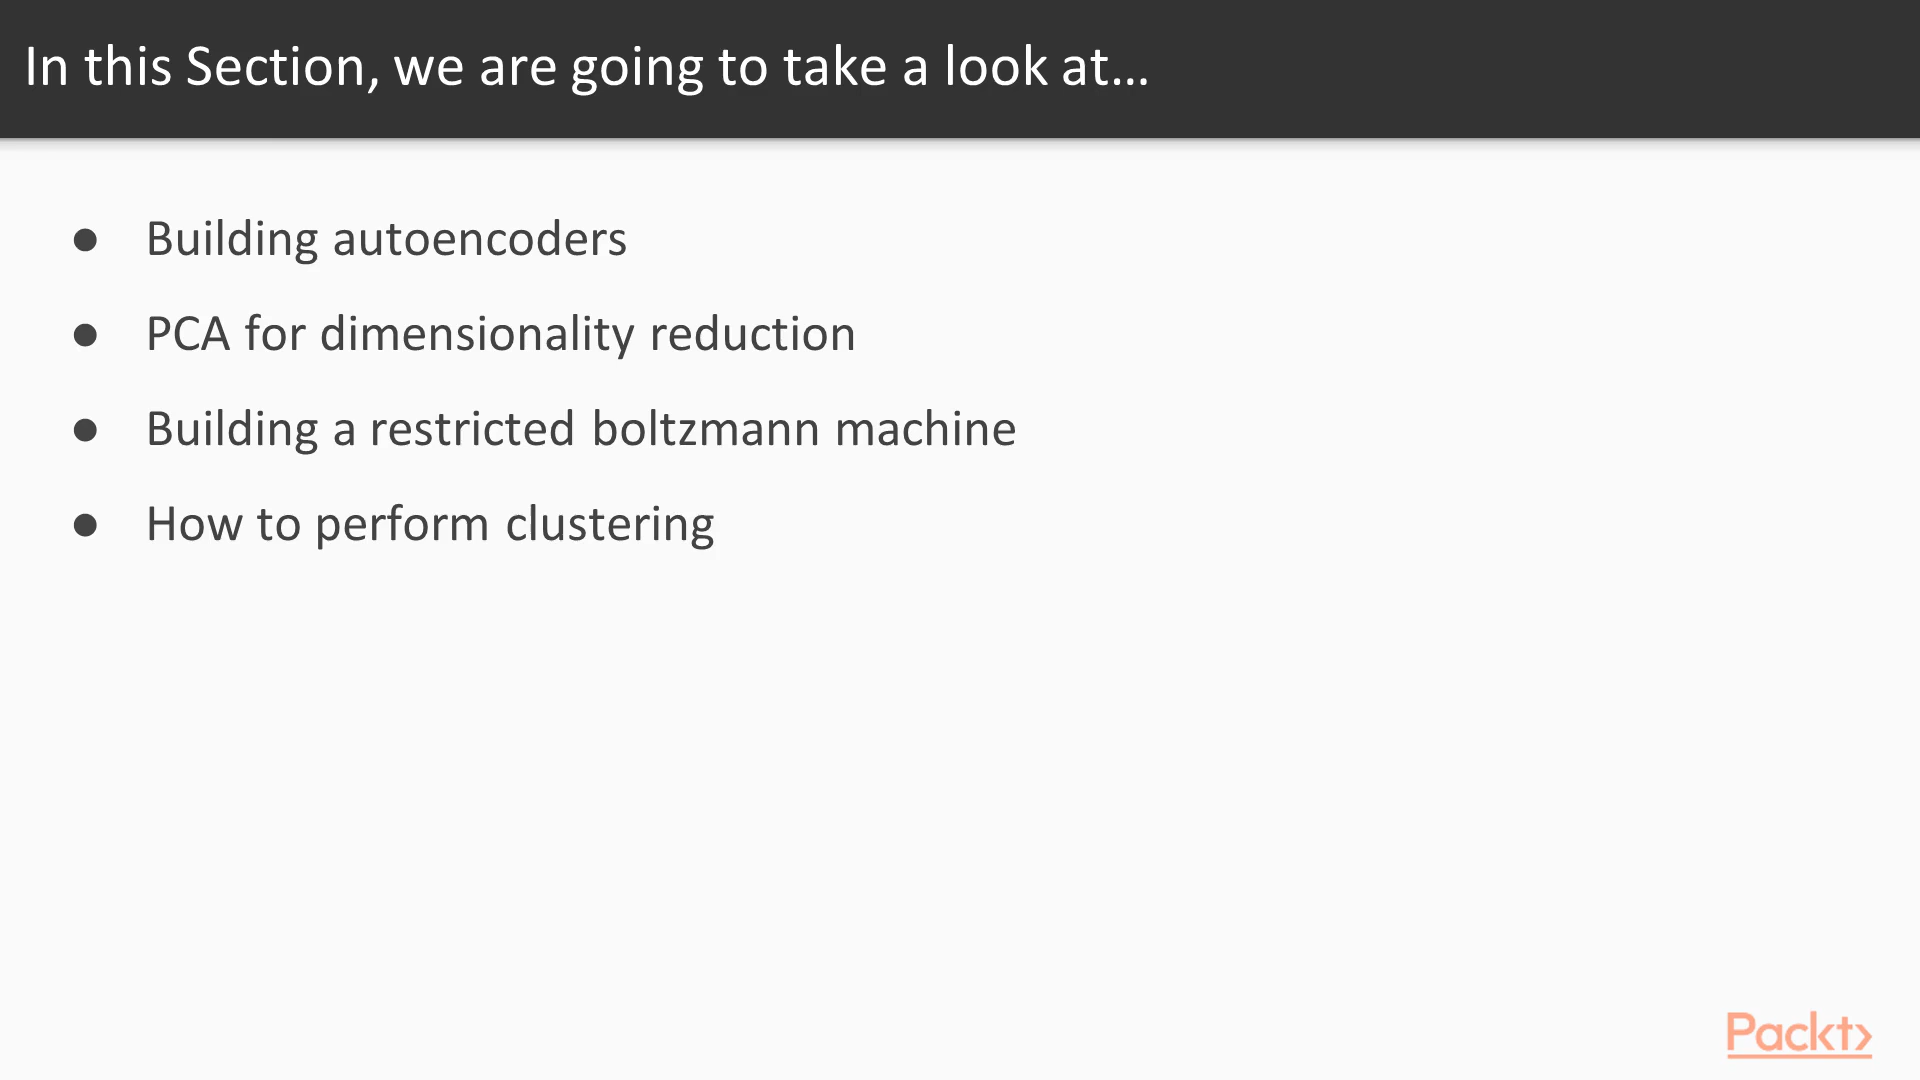 In this Section, we are going to take a look at...
● Building autoencoders
● PCA for dimensionality reduction
● Building a restricted boltzmann machine
● How to perform clustering
Packt>